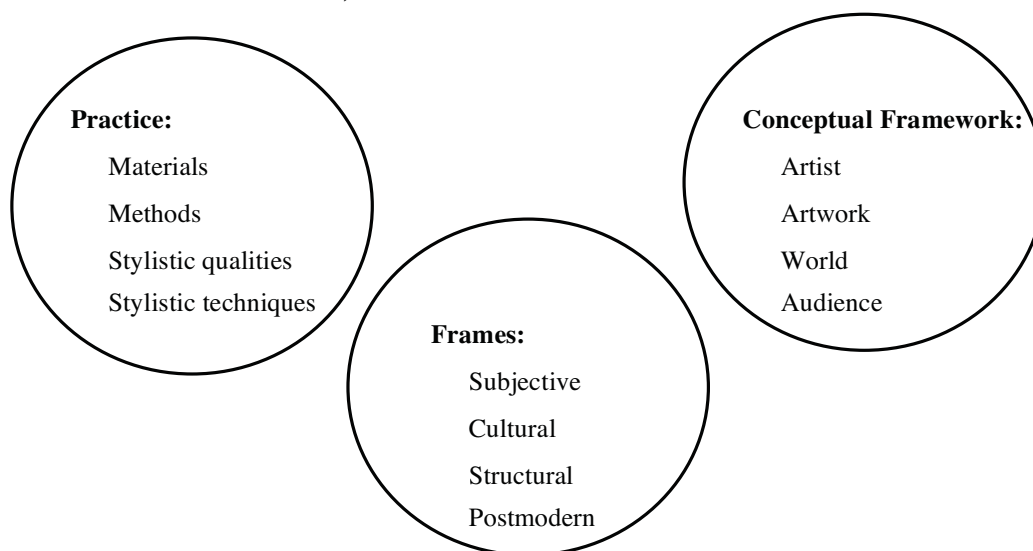 Practice:
Materials
Methods
Stylistic qualities
Stylistic techniques
Conceptual Framework:
Artist
Artwork
World
Audience
Frames:
Subjective
Cultural
Structural
Postmodern